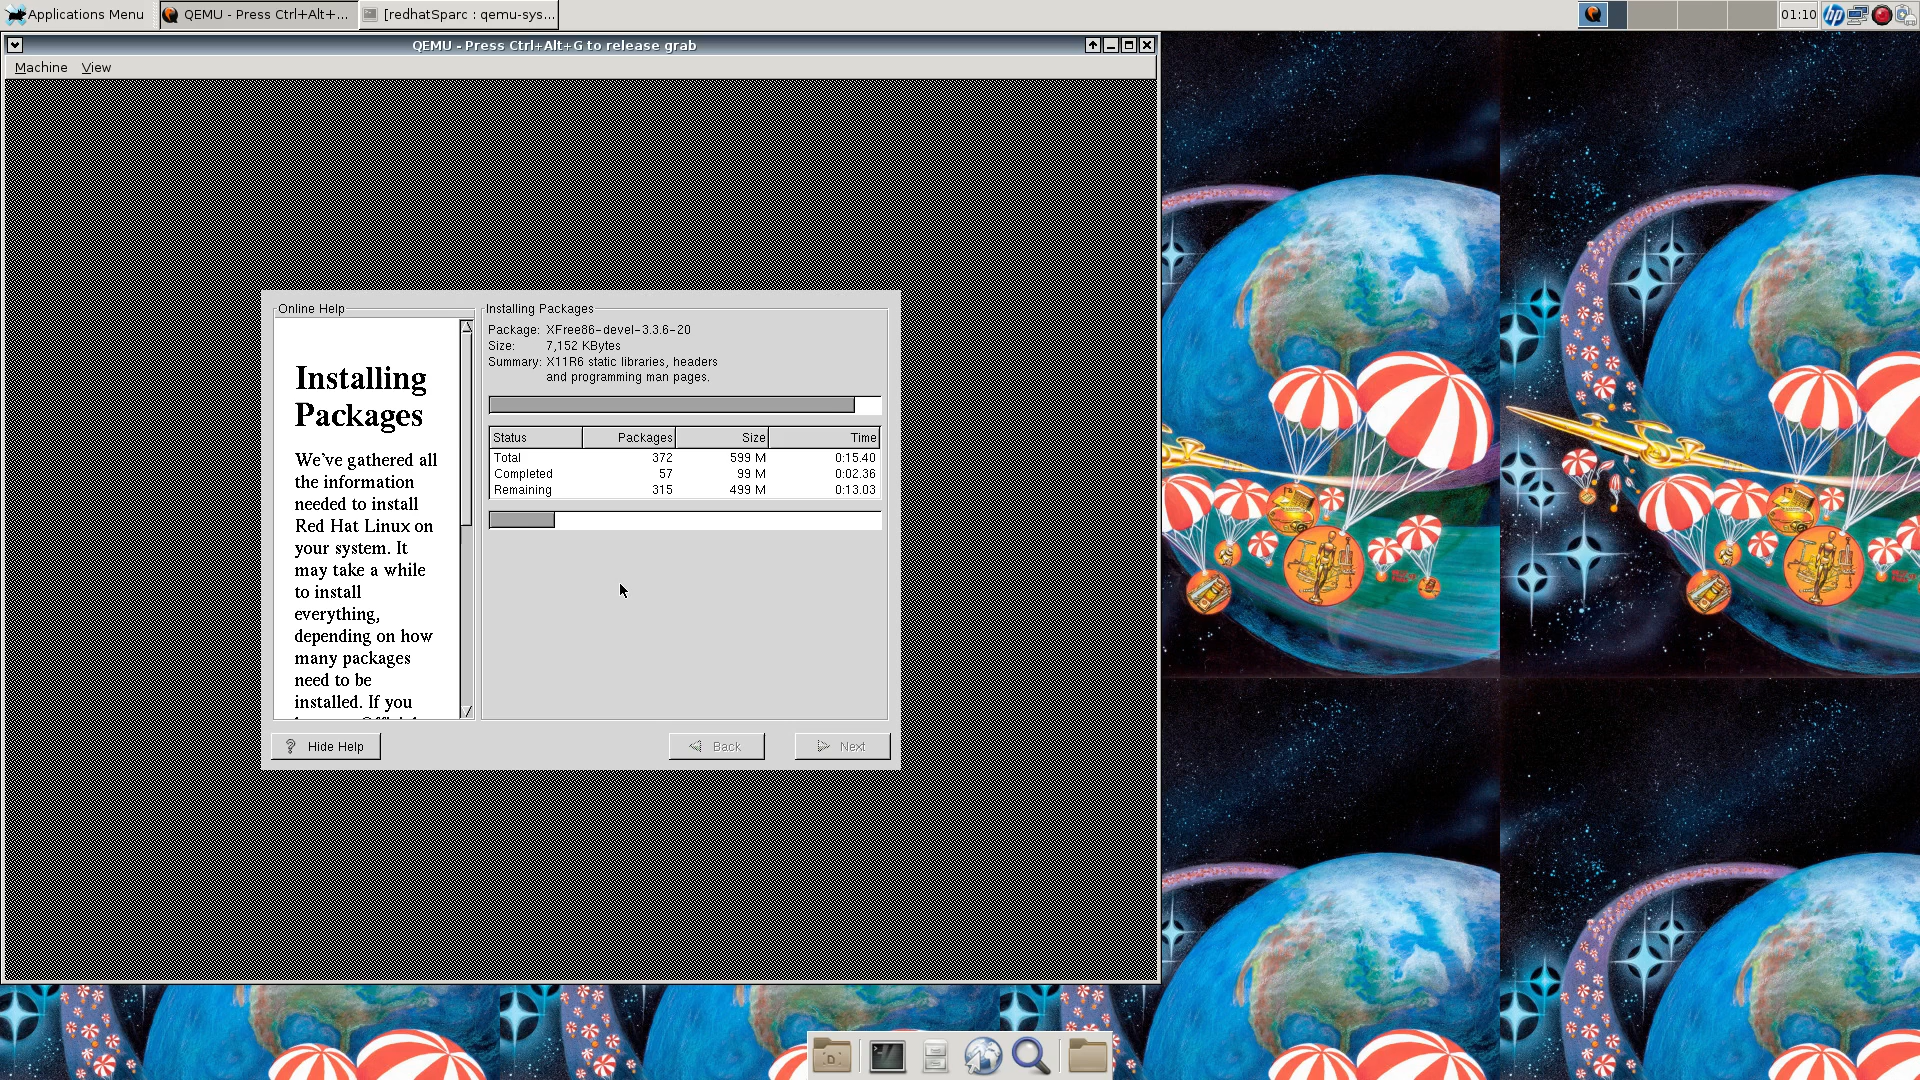 Applications Menu
QEMU - Press Ctrl+Alt+...
[redhatSparc : qemu-sys...
01:10
QEMU - Press Ctrl+Alt+G to release grab
Machine View
Online Help
Installing
Packages
We've gathered all
the information
needed to install
Red Hat Linux on
your system. It
may take a while
to install
everything,
depending on how
many packages
need to be
installed. If you
Installing Packages
Package: XFree86-devel-3.3.6-20
Size: 7,152 KBytes
Summary: X11R6 static libraries, headers
and programming man pages.
Status Packages Size Time
Total 372 599 M 0:15.40
Completed 57 99 M 0:02.36
Remaining 315 499 M 0:13.03
? Hide Help
Back
Next